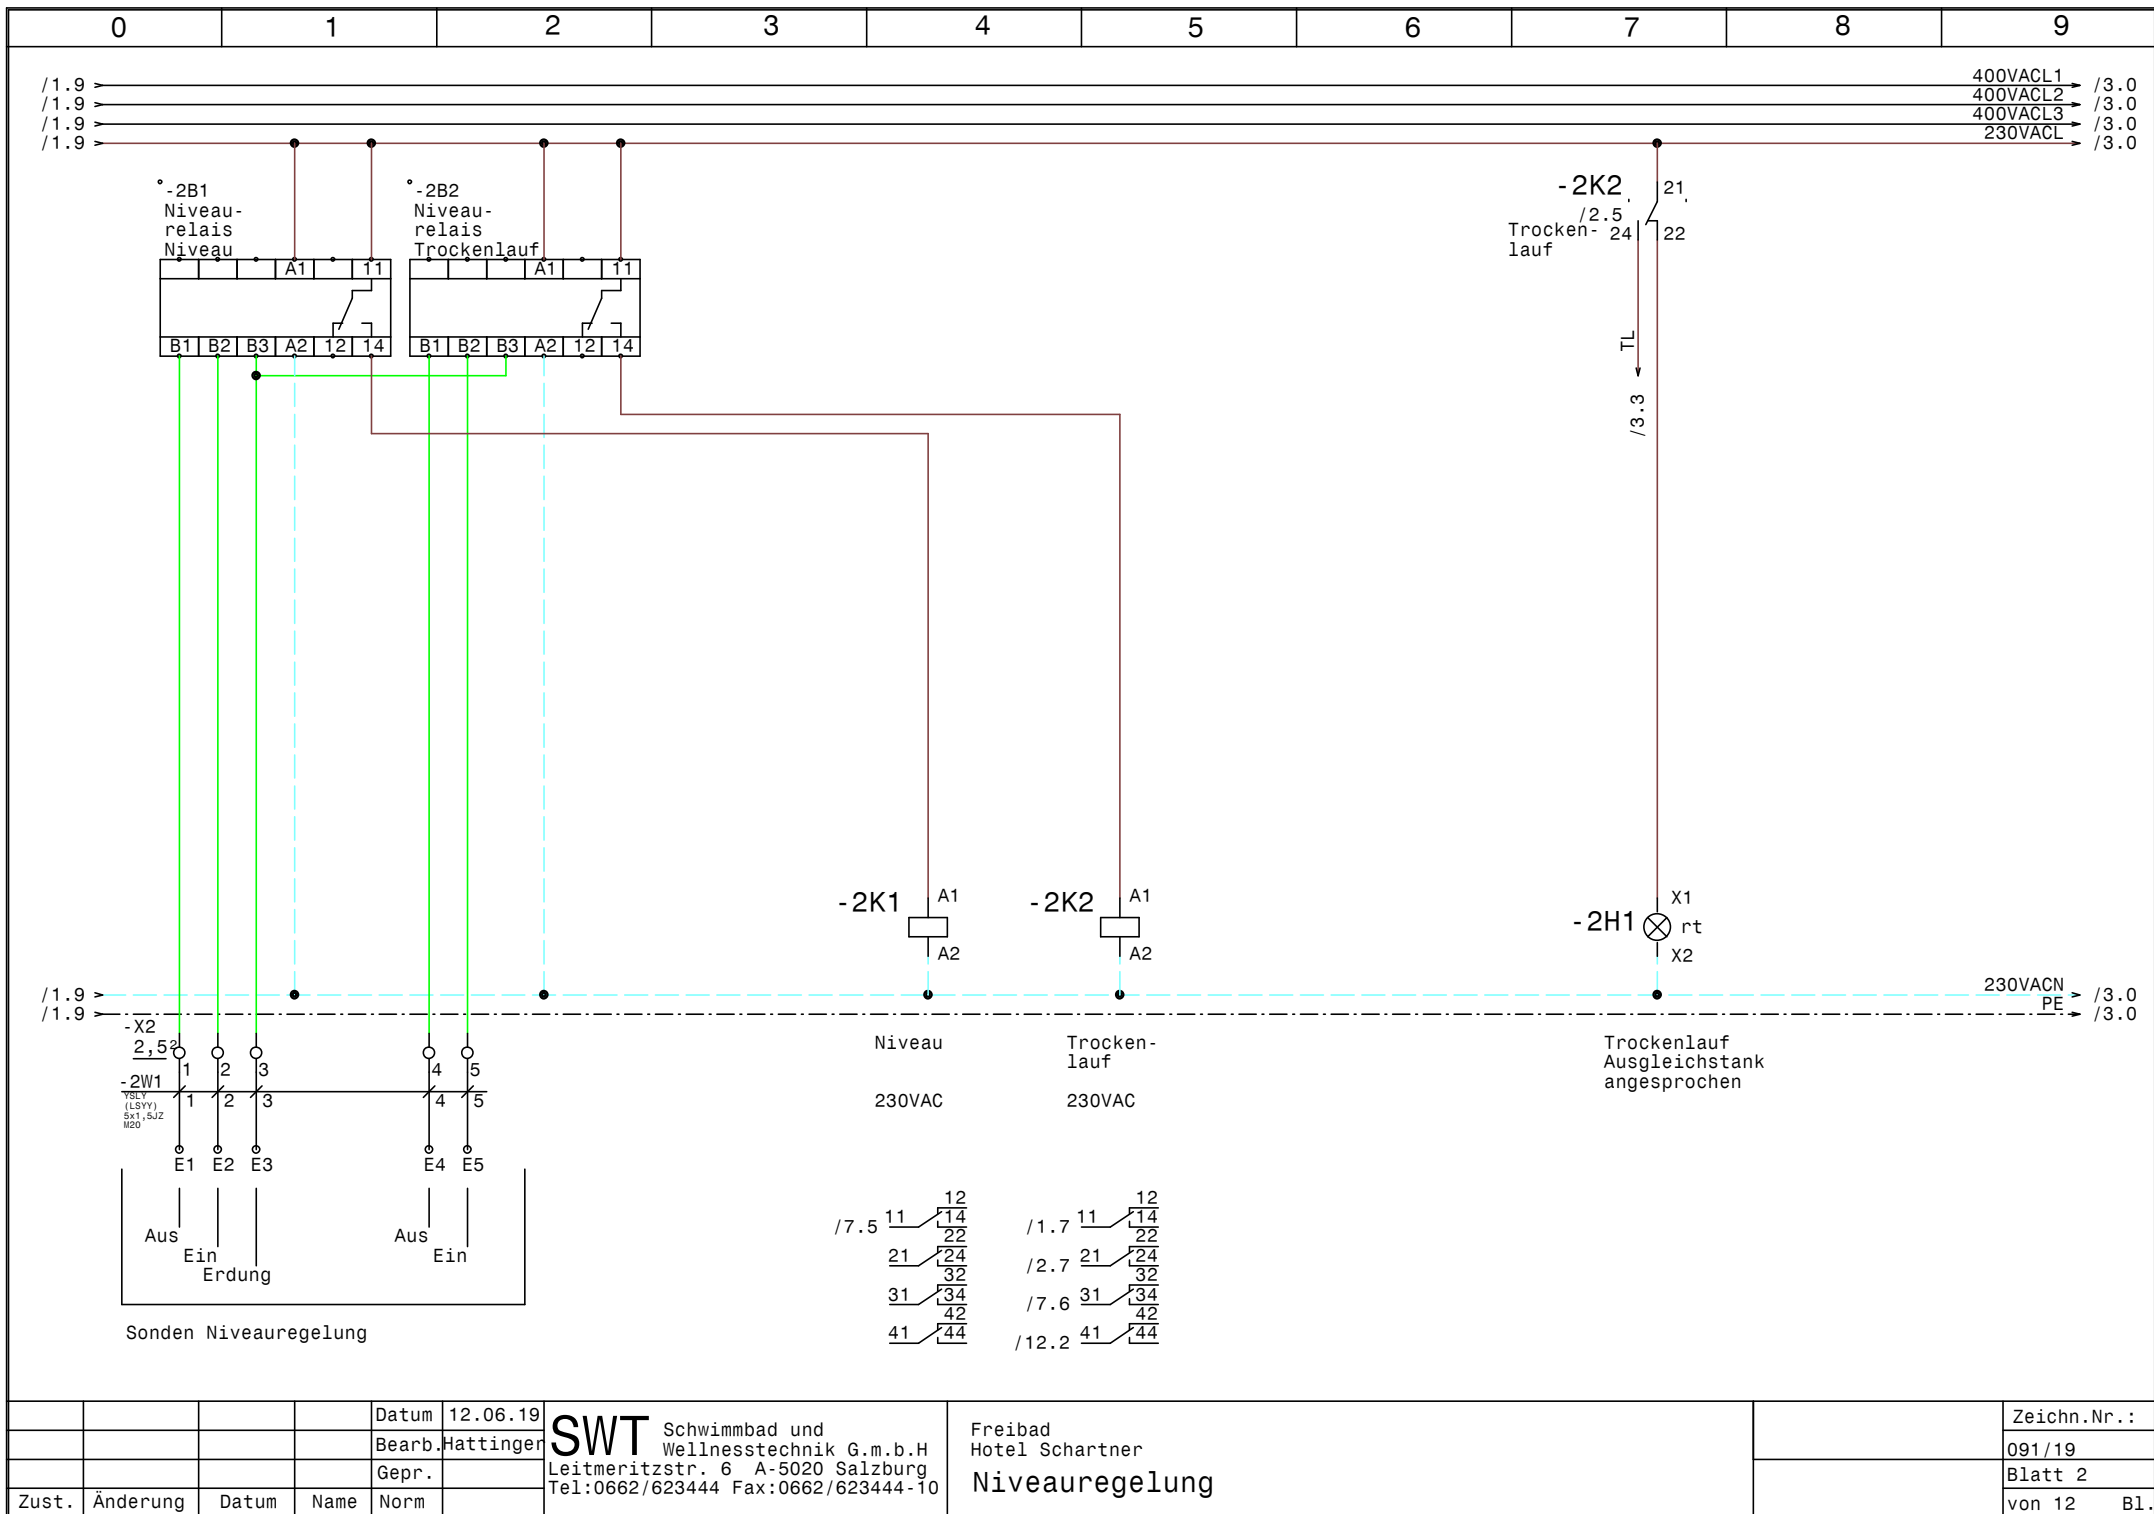 0 1 2 3 4 5 6 7 8 9
/1.9 400VACL1 /3.0
/1.9 400VACL2 /3.0
/1.9 400VACL3 /3.0
/1.9 230VACL /3.0
-2B1
Niveau-
relais
Niveau
-2B2
Niveau-
relais
Trockenlauf
A1 11
B1 B2 B3 A2 12 14
A1 11
B1 B2 B3 A2 12 14
-2K2 21
/2.5
Trocken- 24 22
lauf
TL
/3.3
-2K1 A1
A2
-2K2 A1
A2
-2H1 X1
rt
X2
/1.9 230VACN /3.0
/1.9 PE /3.0
-X2
2,5²
1 2 3 4 5
-2W1
YSLY
(LSYY)
5x1,5JZ
M20
1 2 3 4 5
E1 E2 E3 E4 E5
Aus
Ein
Erdung
Aus
Ein
Sonden Niveauregelung
Niveau
230VAC
Trocken-
lauf
230VAC
Trockenlauf
Ausgleichstank
angesprochen
12
/7.5 11 14
22
21 24
32
31 34
42
41 44
12
/1.7 11 14
22
/2.7 21 24
32
/7.6 31 34
42
/12.2 41 44
Datum 12.06.19
Bearb. Hattinger
Gepr.
Zust. Änderung Datum Name Norm
SWT Schwimmbad und
Wellnesstechnik G.m.b.H
Leitmeritzstr. 6 A-5020 Salzburg
Tel:0662/623444 Fax:0662/623444-10
Freibad
Hotel Schartner
Niveauregelung
Zeichn.Nr.:
091/19
Blatt 2
von 12 Bl.